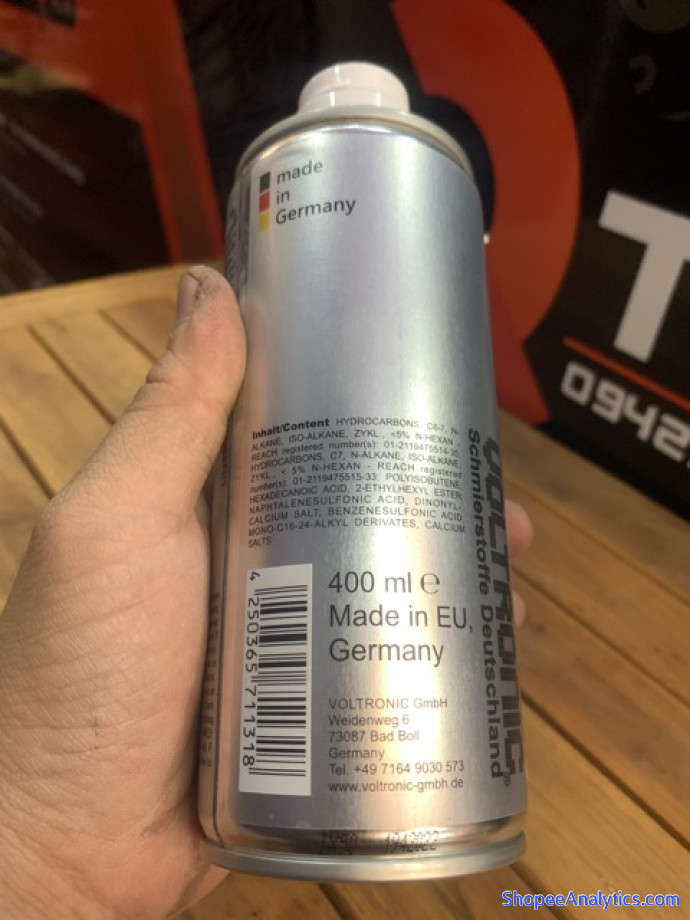 made
in
Germany
Inhalt/Content HYDROCARBONS, C6-7, N-
ALKANE, ISO-ALKANE, ZYKL., <5% N-HEXAN -
REACH registered number(s): 01-2119475514-35;
HYDROCARBONS, C7, N-ALKANE, ISO-ALKANE,
ZYKL., < 5% N-HEXAN - REACH registered
number(s): 01-2119475515-33; POLYISOBUTENE;
HEXADECANOIC ACID, 2-ETHYLHEXYL ESTER;
NAPHTALENESULFONIC ACID, DINONYL-
CALCIUM SALT; BENZENESULFONIC ACID,
MONO-C16-24-ALKYL DERIVATES, CALCIUM
SALTS
4 250365 711318
400 ml e
Made in EU,
Germany
VOLTRONIC GmbH
Weidenweg 6
73087 Bad Boll
Germany
Tel. +49 7164 9030 573
www.voltronic-gmbh.de
VOLTRONIC®
Schmierstoffe Deutschland
T
0942
ShopeeAnalytics.com